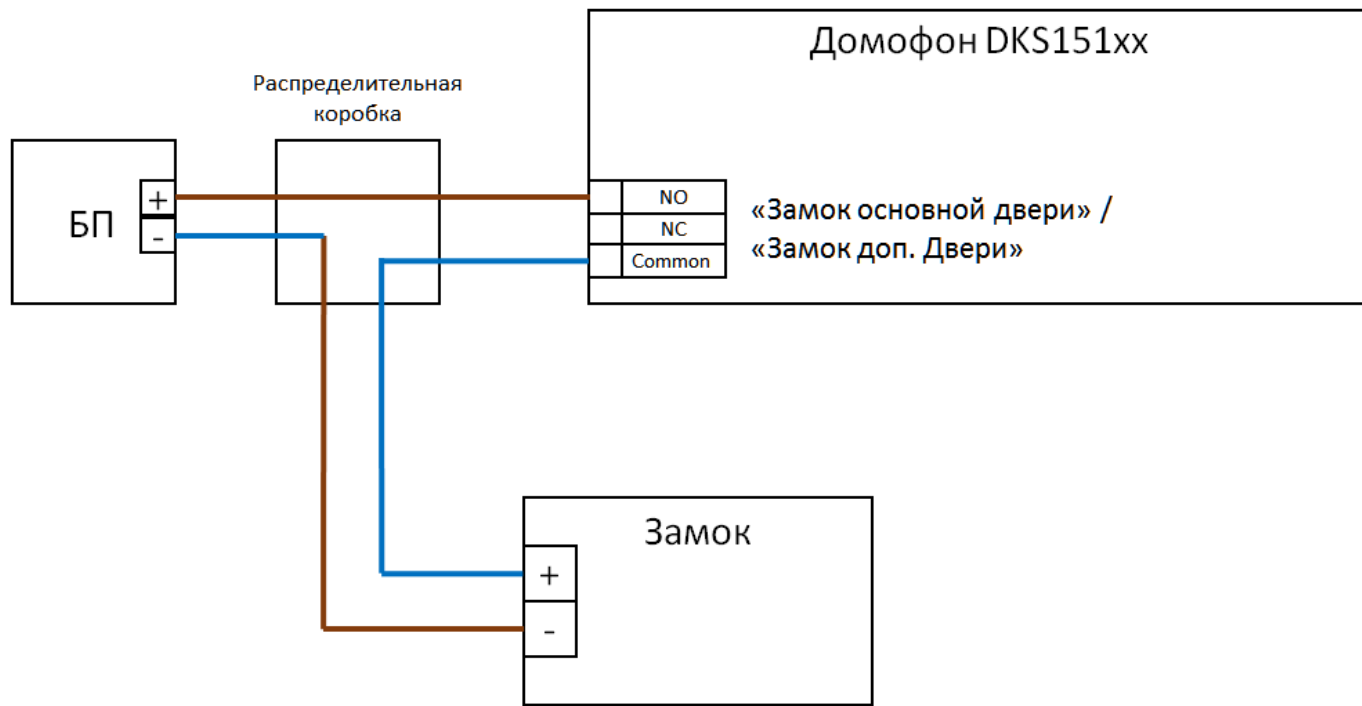 Домофон DKS151xx
Распределительная
коробка
БП
+
-
NO
NC
Common
«Замок основной двери» /
«Замок доп. Двери»
Замок
+
-